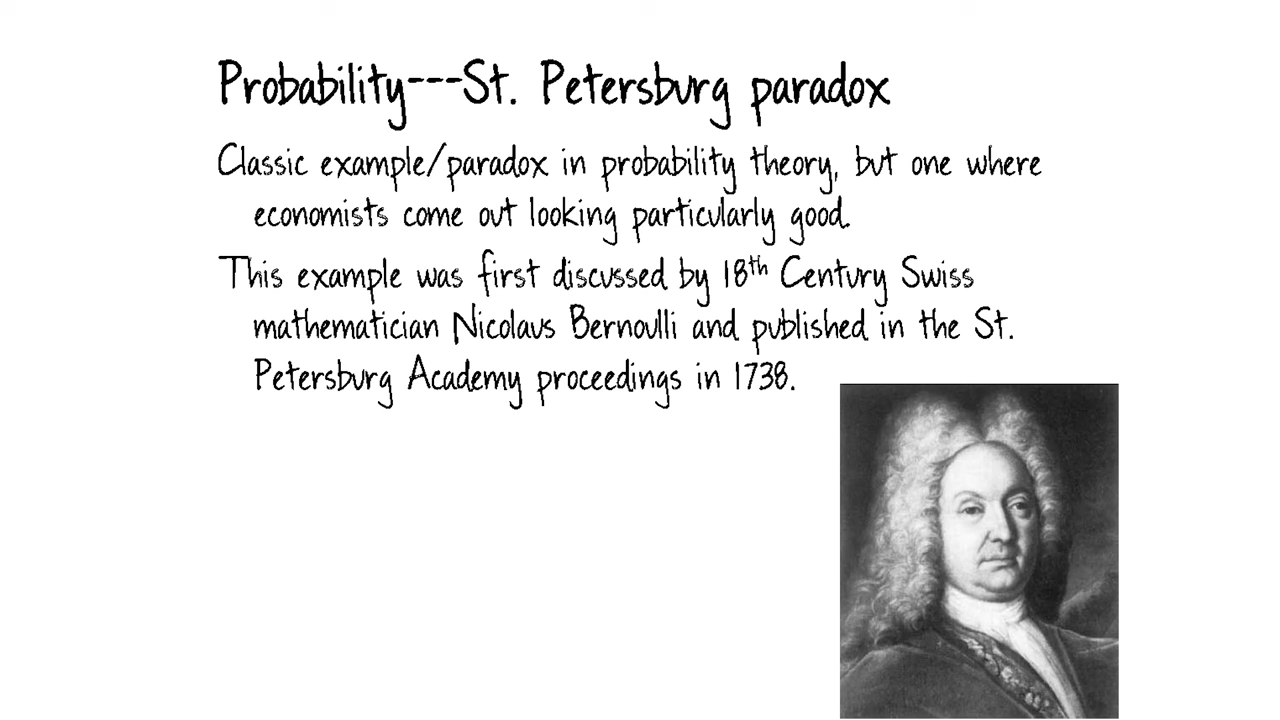 Probability---St. Petersburg paradox
Classic example/paradox in probability theory, but one where
economists come out looking particularly good.
This example was first discussed by 18th Century Swiss
mathematician Nicolaus Bernoulli and published in the St.
Petersburg Academy proceedings in 1738.